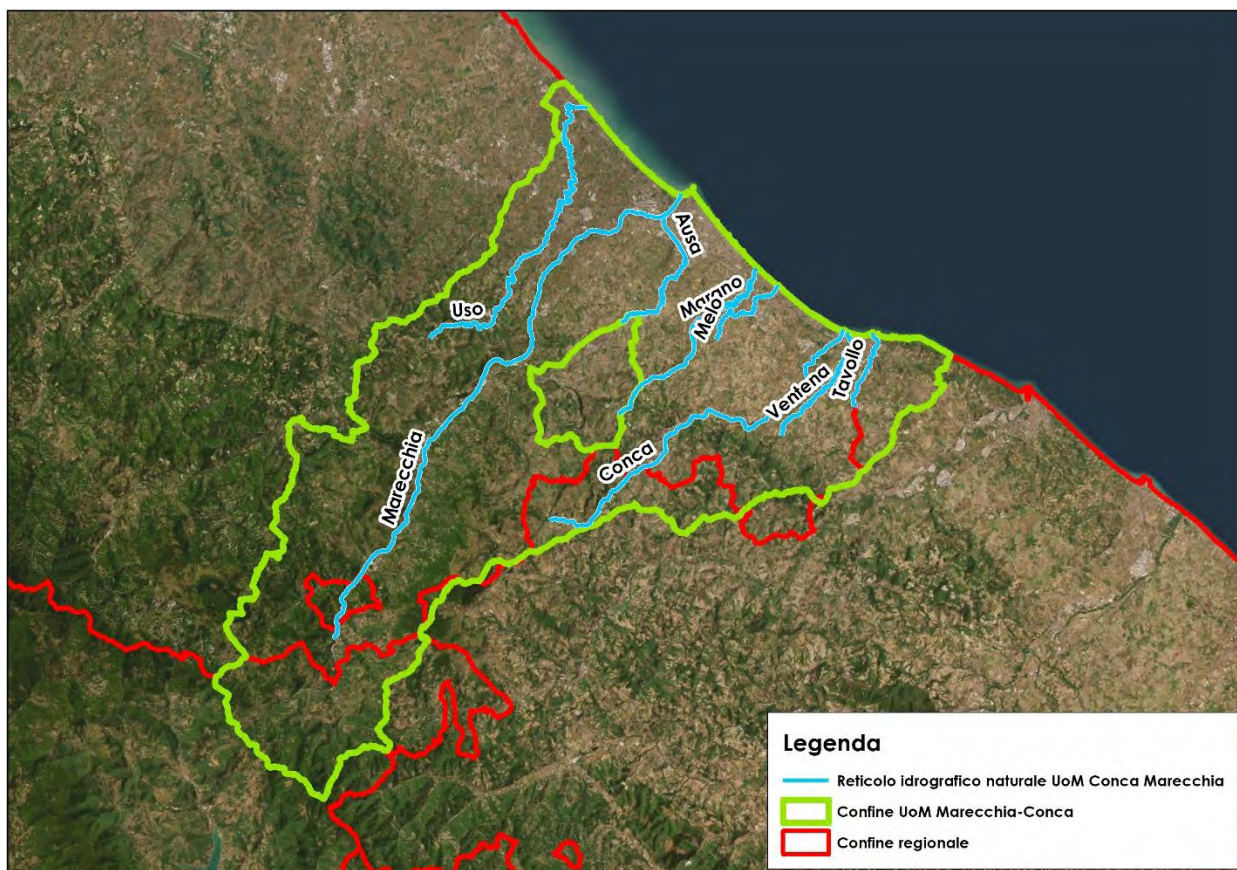 Ausa
Marano
Melo
Uso
Tavollo
Ventena
Conca
Marecchia
Legenda
Reticolo idrografico naturale UoM Conca Marecchia
Confine UoM Marecchia-Conca
Confine regionale